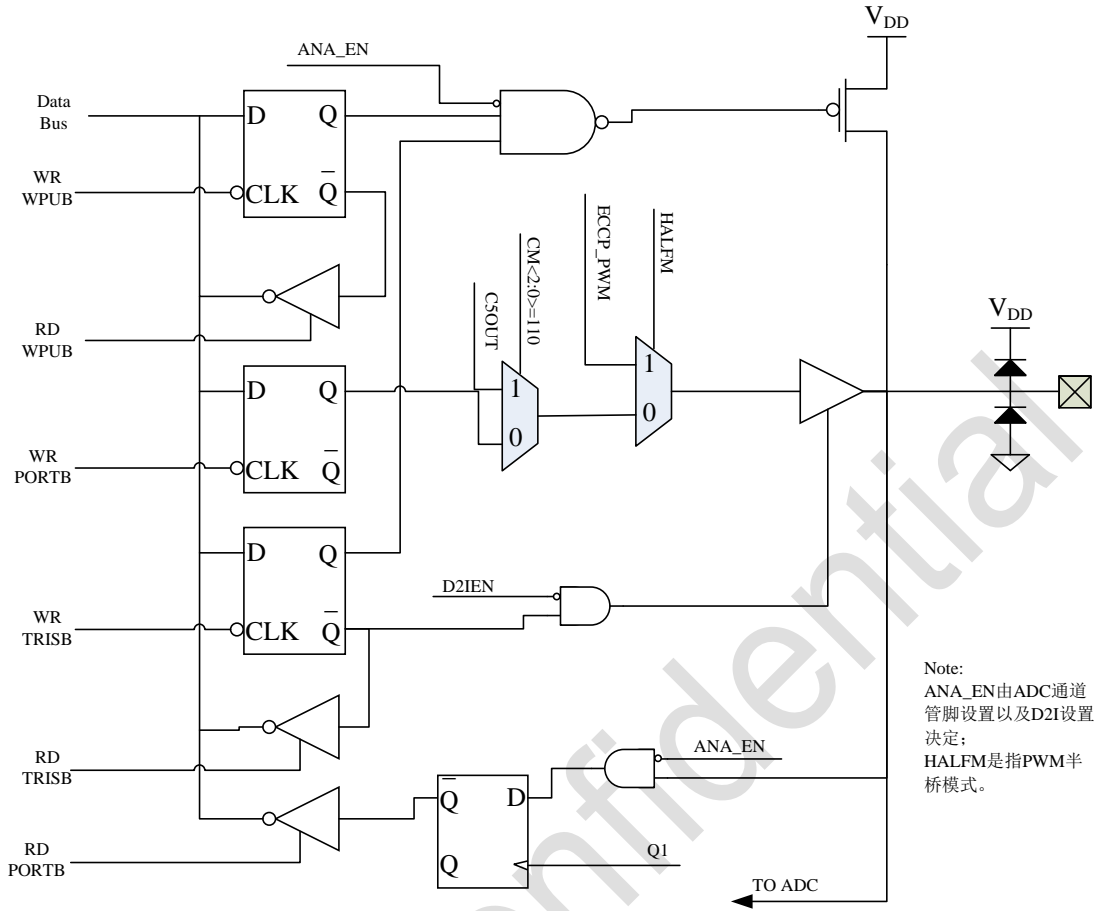 V_DD
ANA_EN
Data
Bus
D
Q
WR
WPUB
CLK
Q̅
ECCP_PWM
HALFM
CM<2:0>=110
C5OUT
RD
WPUB
V_DD
D
Q
1
1
0
0
WR
PORTB
CLK
Q̅
D
Q
D2IEN
WR
TRISB
CLK
Q̅
Note:
ANA_EN由ADC通道
管脚设置以及D2I设置
决定；
HALFM是指PWM半
桥模式。
RD
TRISB
ANA_EN
Q̅
D
RD
PORTB
Q
Q1
TO ADC
nfidential